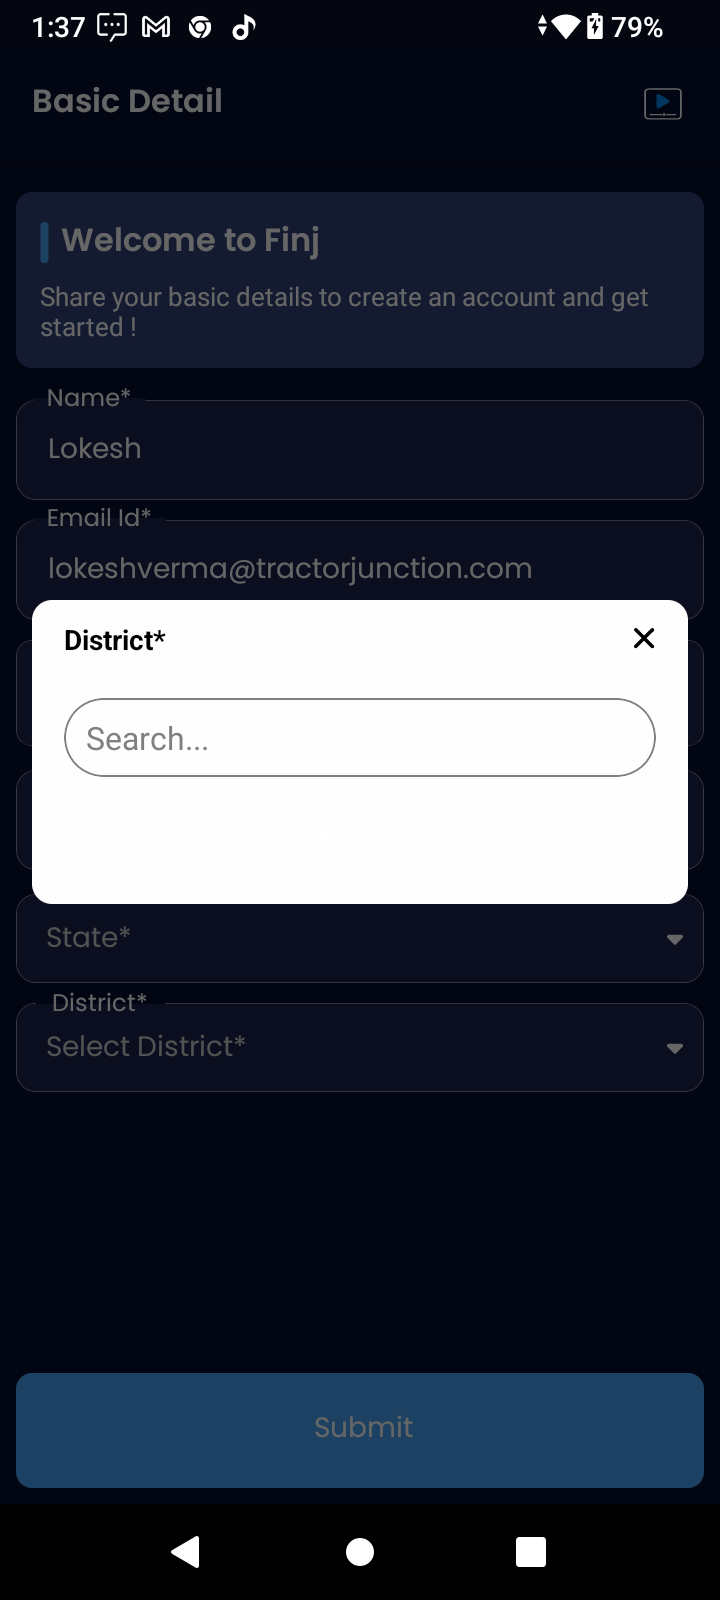 1:37
79%
Basic Detail
Welcome to Finj
Share your basic details to create an account and get
started !
Name*
Lokesh
Email Id*
lokeshverma@tractorjunction.com
District*
Search...
State*
District*
Select District*
Submit